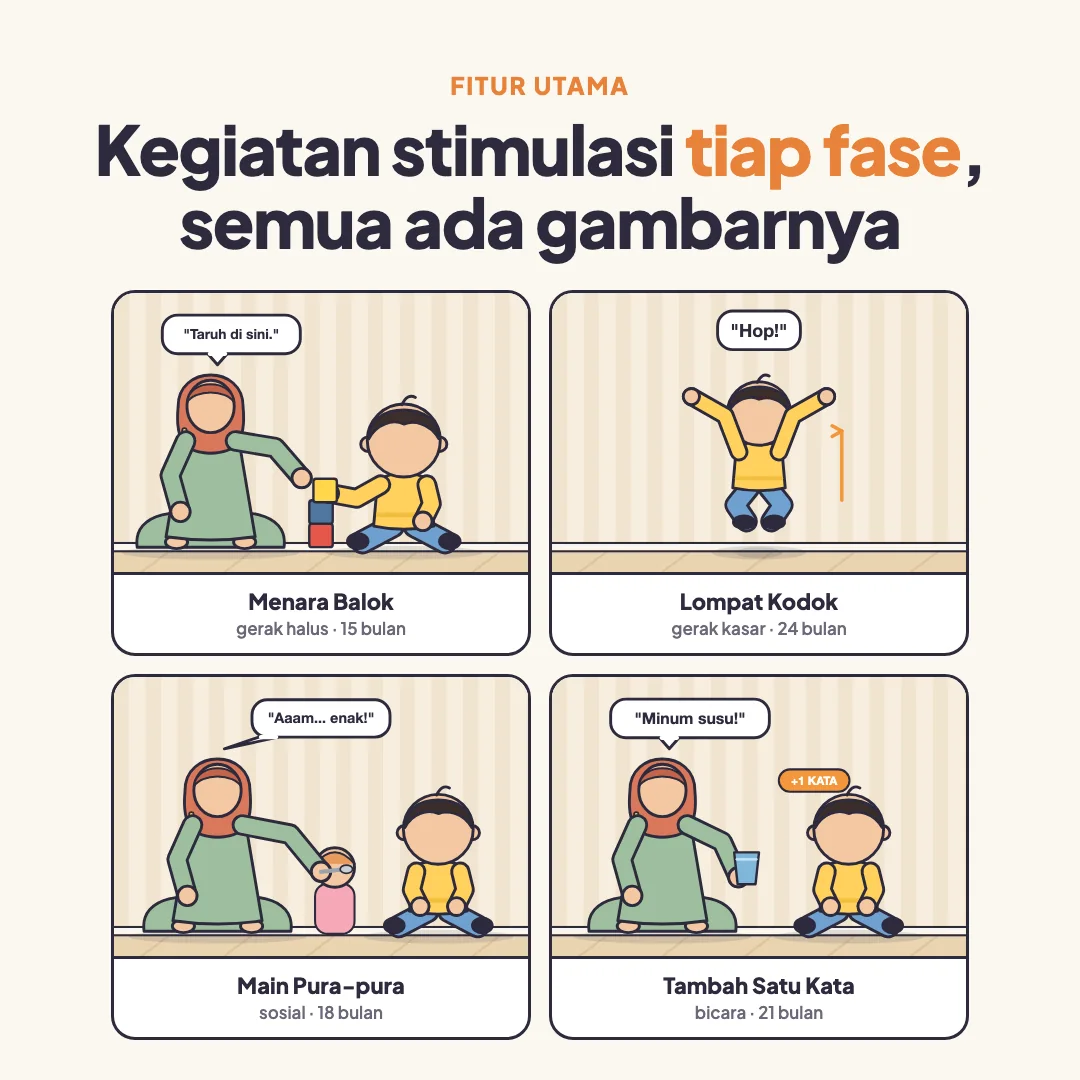 FITUR UTAMA
Kegiatan stimulasi tiap fase,
semua ada gambarnya
"Taruh di sini."
Menara Balok
gerak halus · 15 bulan
"Hop!"
Lompat Kodok
gerak kasar · 24 bulan
"Aaam... enak!"
Main Pura-pura
sosial · 18 bulan
"Minum susu!"
+1 KATA
Tambah Satu Kata
bicara · 21 bulan